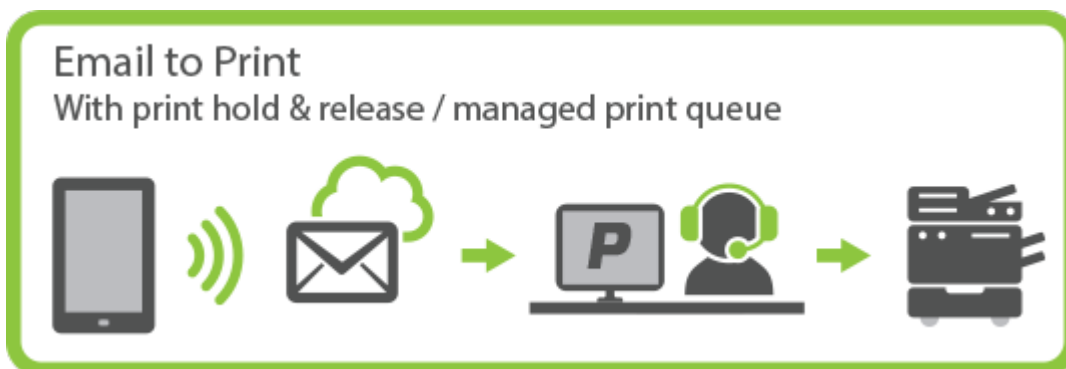 Email to Print
With print hold & release / managed print queue
P